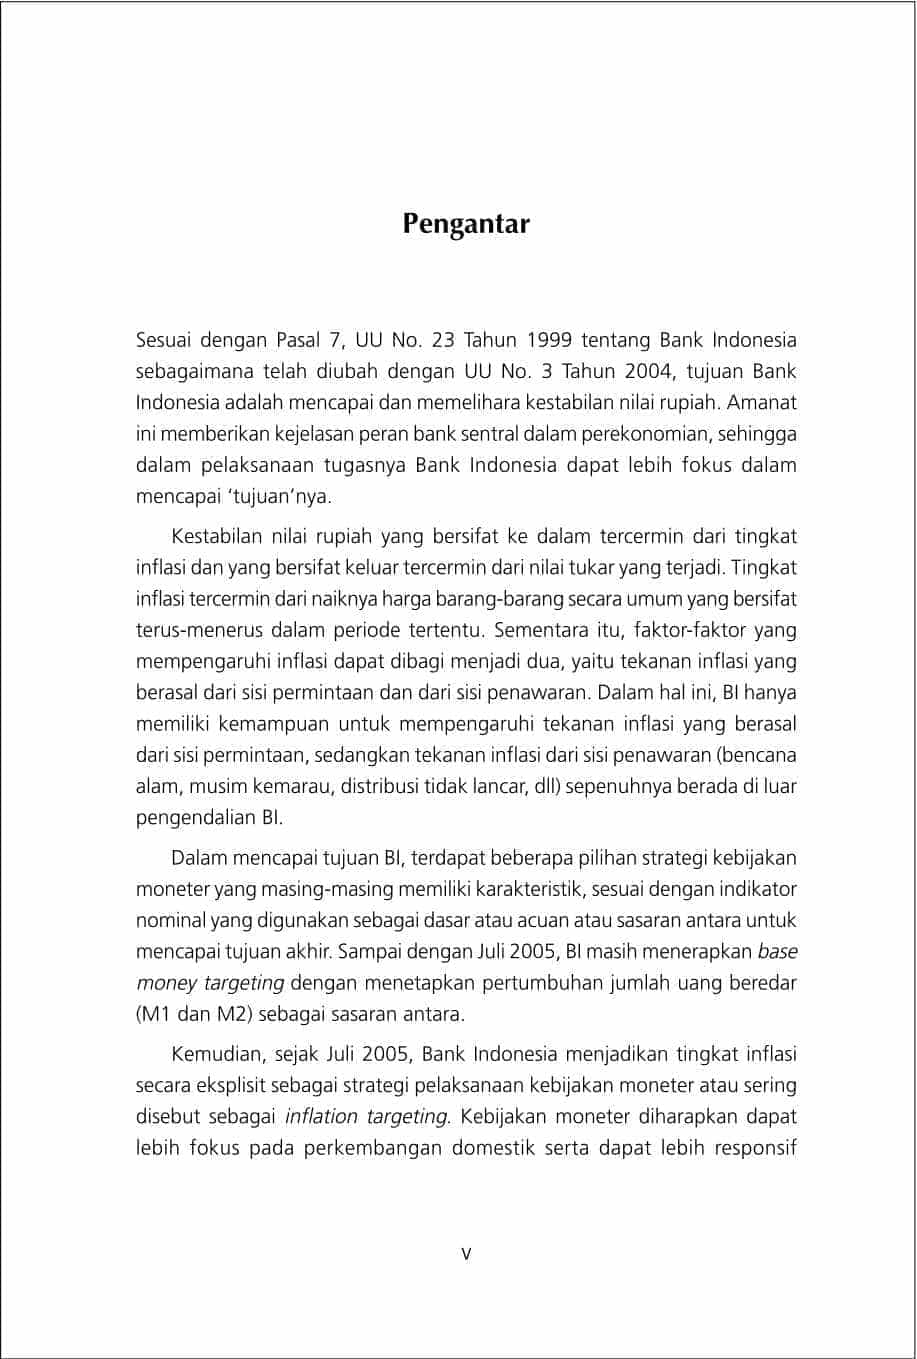 Pengantar
Sesuai dengan Pasal 7, UU No. 23 Tahun 1999 tentang Bank Indonesia
sebagaimana telah diubah dengan UU No. 3 Tahun 2004, tujuan Bank
Indonesia adalah mencapai dan memelihara kestabilan nilai rupiah. Amanat
ini memberikan kejelasan peran bank sentral dalam perekonomian, sehingga
dalam pelaksanaan tugasnya Bank Indonesia dapat lebih fokus dalam
mencapai ‘tujuan’nya.
Kestabilan nilai rupiah yang bersifat ke dalam tercermin dari tingkat
inflasi dan yang bersifat keluar tercermin dari nilai tukar yang terjadi. Tingkat
inflasi tercermin dari naiknya harga barang-barang secara umum yang bersifat
terus-menerus dalam periode tertentu. Sementara itu, faktor-faktor yang
mempengaruhi inflasi dapat dibagi menjadi dua, yaitu tekanan inflasi yang
berasal dari sisi permintaan dan dari sisi penawaran. Dalam hal ini, BI hanya
memiliki kemampuan untuk mempengaruhi tekanan inflasi yang berasal
dari sisi permintaan, sedangkan tekanan inflasi dari sisi penawaran (bencana
alam, musim kemarau, distribusi tidak lancar, dll) sepenuhnya berada di luar
pengendalian BI.
Dalam mencapai tujuan BI, terdapat beberapa pilihan strategi kebijakan
moneter yang masing-masing memiliki karakteristik, sesuai dengan indikator
nominal yang digunakan sebagai dasar atau acuan atau sasaran antara untuk
mencapai tujuan akhir. Sampai dengan Juli 2005, BI masih menerapkan base
money targeting dengan menetapkan pertumbuhan jumlah uang beredar
(M1 dan M2) sebagai sasaran antara.
Kemudian, sejak Juli 2005, Bank Indonesia menjadikan tingkat inflasi
secara eksplisit sebagai strategi pelaksanaan kebijakan moneter atau sering
disebut sebagai inflation targeting. Kebijakan moneter diharapkan dapat
lebih fokus pada perkembangan domestik serta dapat lebih responsif
v